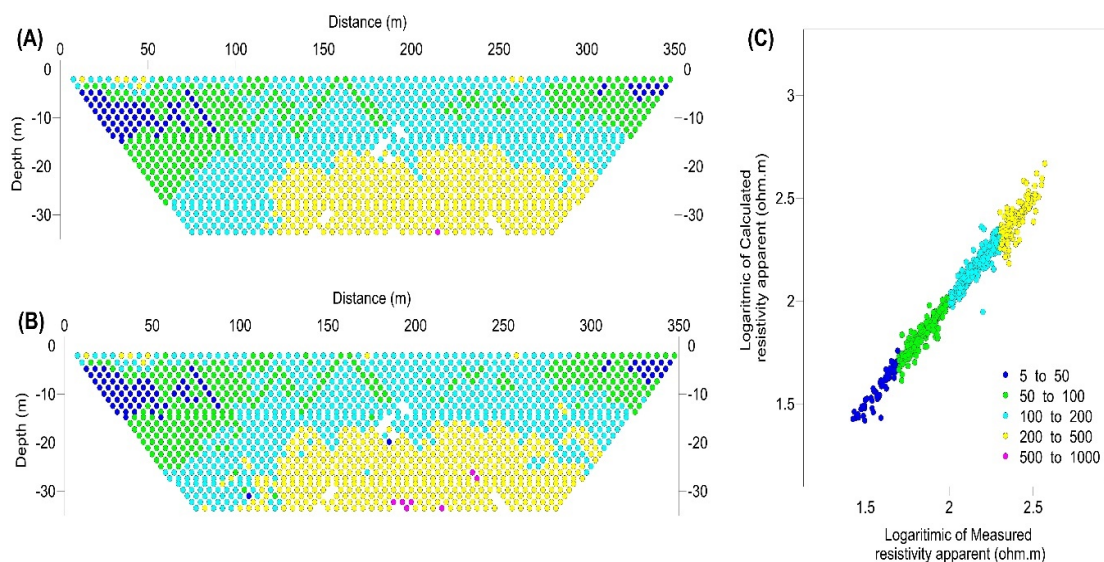 Distance (m)
(A)
0 50 100 150 200 250 300 350
0 0
-10 -10
-20 -20
-30 -30
Depth (m)
Distance (m)
(B)
0 50 100 150 200 250 300 350
0 0
-10 -10
-20 -20
-30 -30
Depth (m)
(C)
Logaritmic of Calculated
resistivity apparent (ohm.m)
3
2.5
2
1.5
5 to 50
50 to 100
100 to 200
200 to 500
500 to 1000
1.5 2 2.5
Logaritimic of Measured
resistivity apparent (ohm.m)